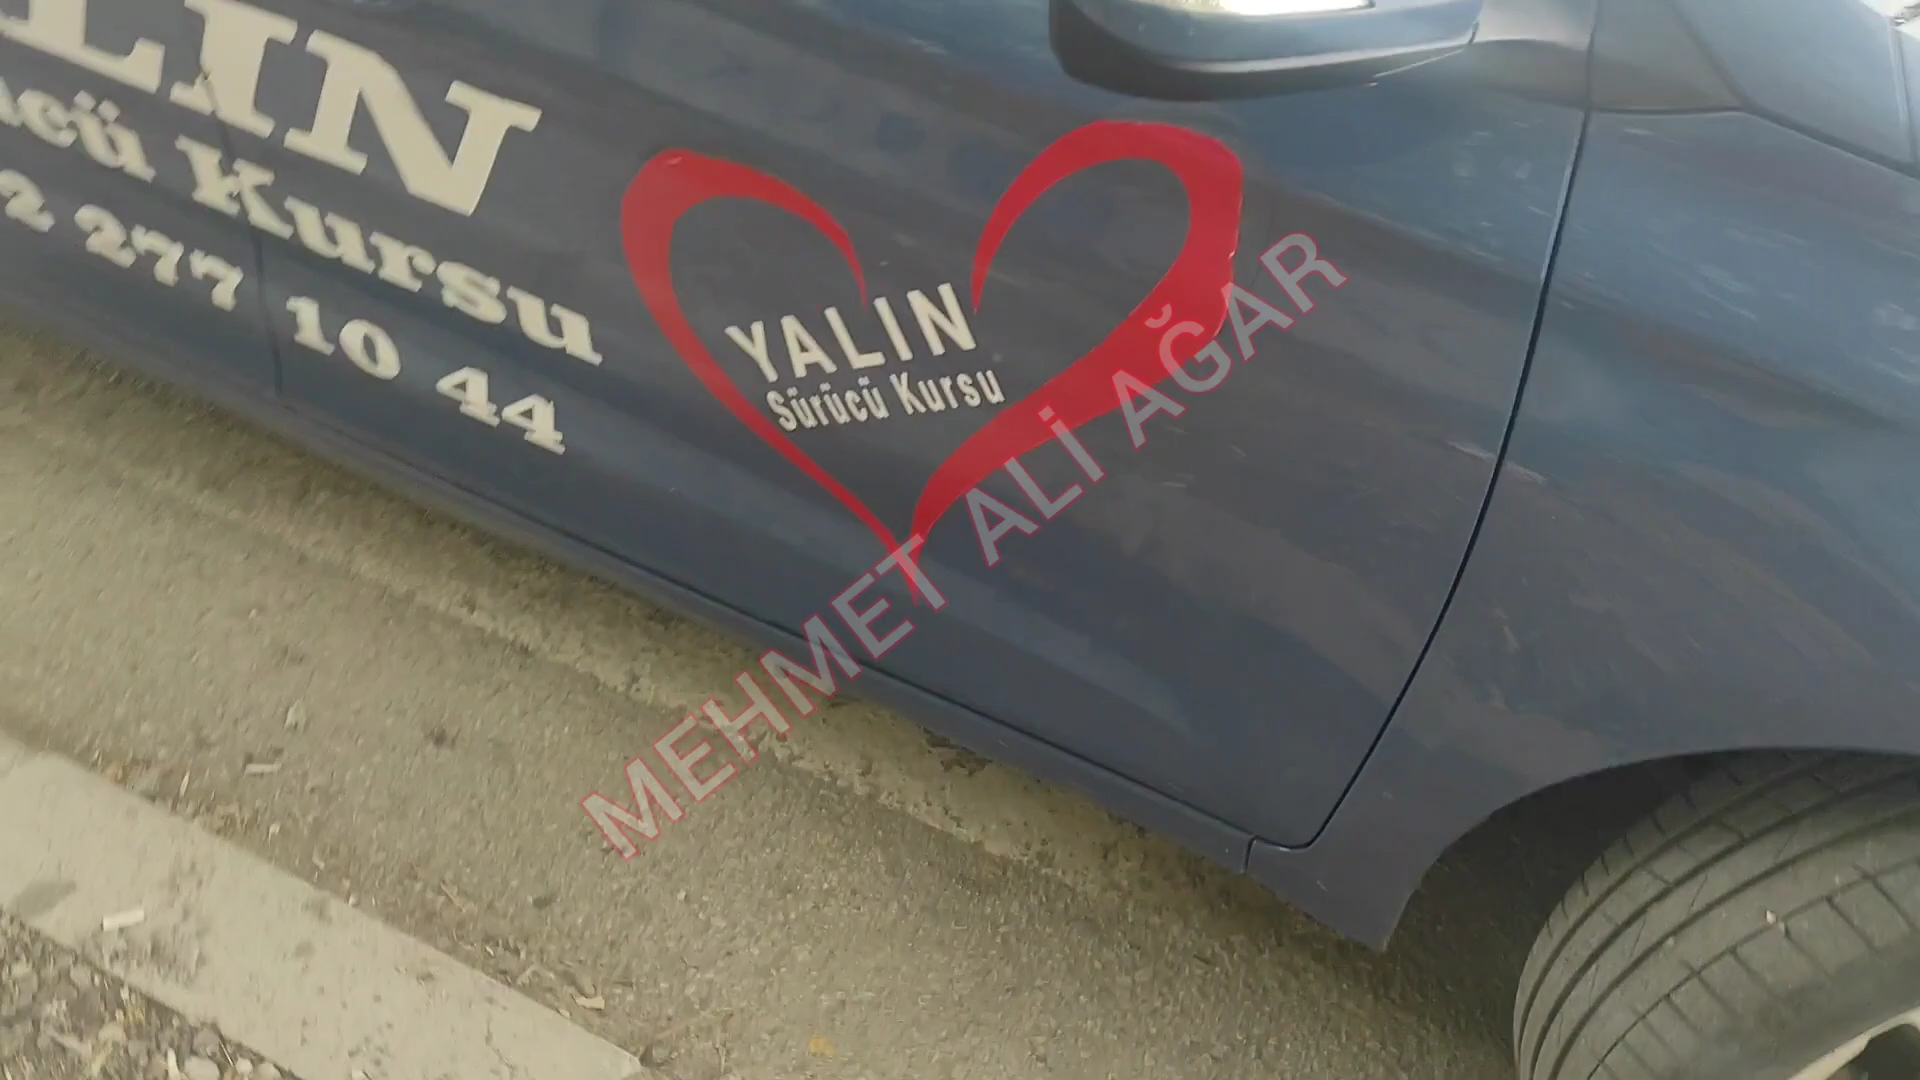 LIN
cü Kursu
2 277 10 44
YALIN
Sürücü Kursu
MEHMET ALİ AĞAR